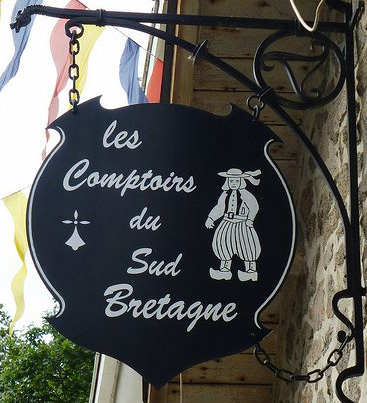 les
Comptoirs
du
Sud
Bretagne